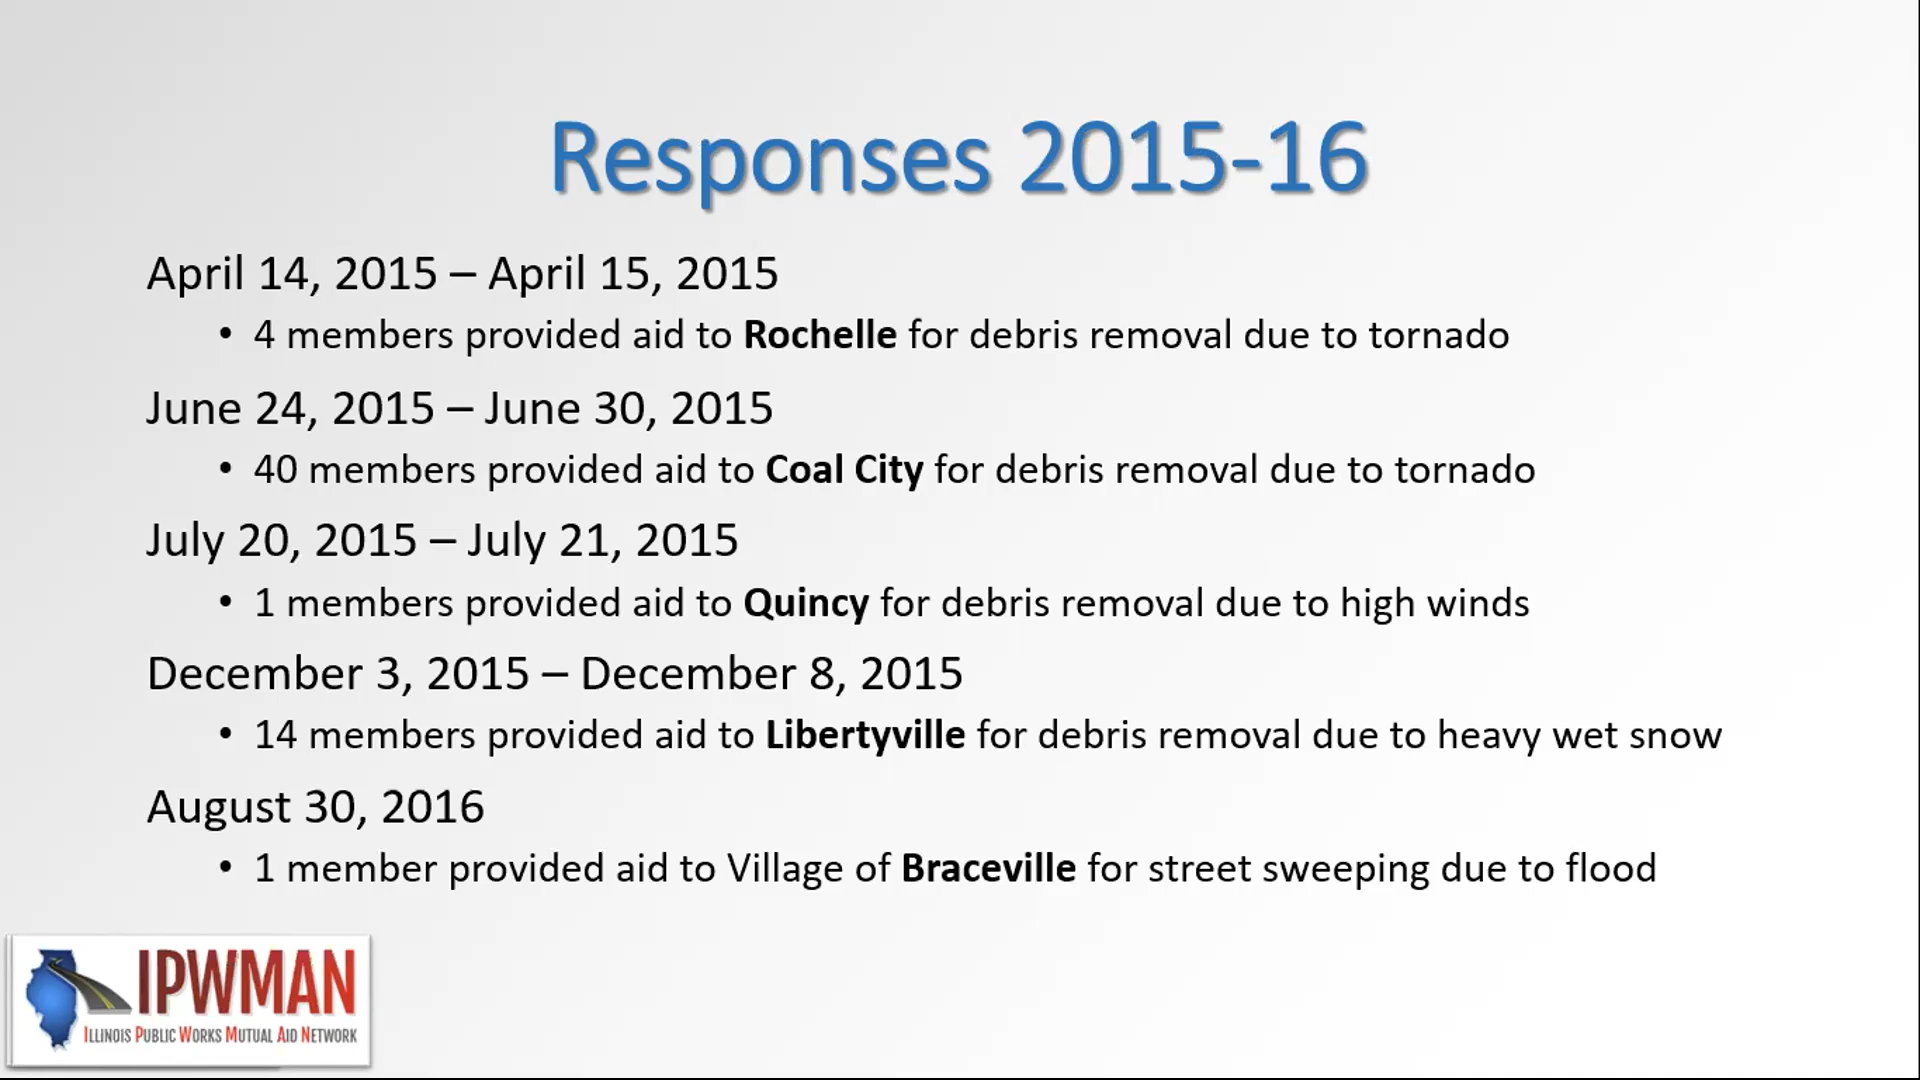 Responses 2015-16
April 14, 2015 – April 15, 2015
• 4 members provided aid to Rochelle for debris removal due to tornado
June 24, 2015 – June 30, 2015
• 40 members provided aid to Coal City for debris removal due to tornado
July 20, 2015 – July 21, 2015
• 1 members provided aid to Quincy for debris removal due to high winds
December 3, 2015 – December 8, 2015
• 14 members provided aid to Libertyville for debris removal due to heavy wet snow
August 30, 2016
• 1 member provided aid to Village of Braceville for street sweeping due to flood
IPWMAN
ILLINOIS PUBLIC WORKS MUTUAL AID NETWORK